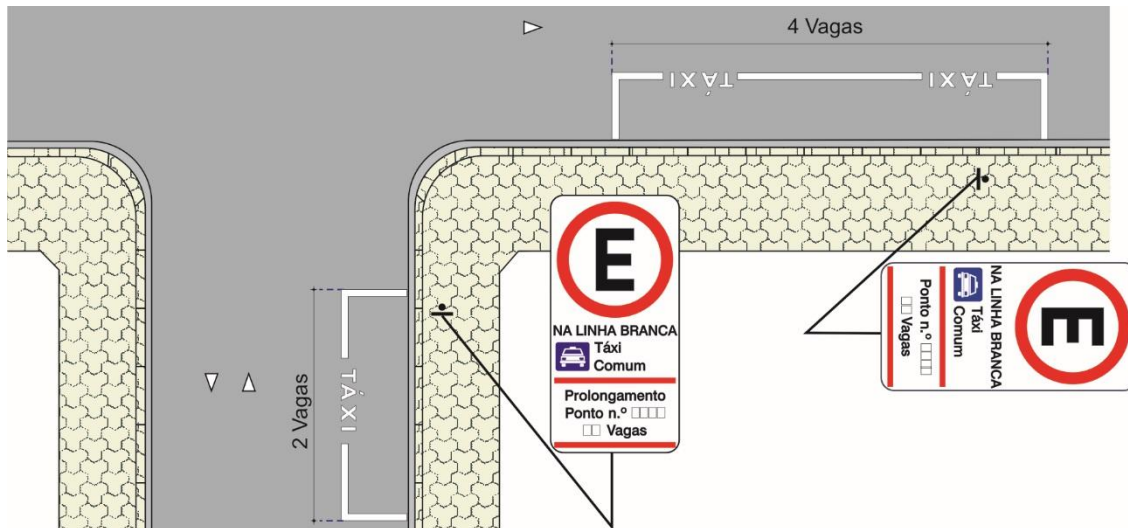 4 Vagas
TÁXI
TÁXI
E
NA LINHA BRANCA
Táxi
Comum
Prolongamento
Ponto n.º □□□□
□□ Vagas
E
NA LINHA BRANCA
Táxi
Comum
Ponto n.º □□□□
□□ Vagas
2 Vagas
TÁXI